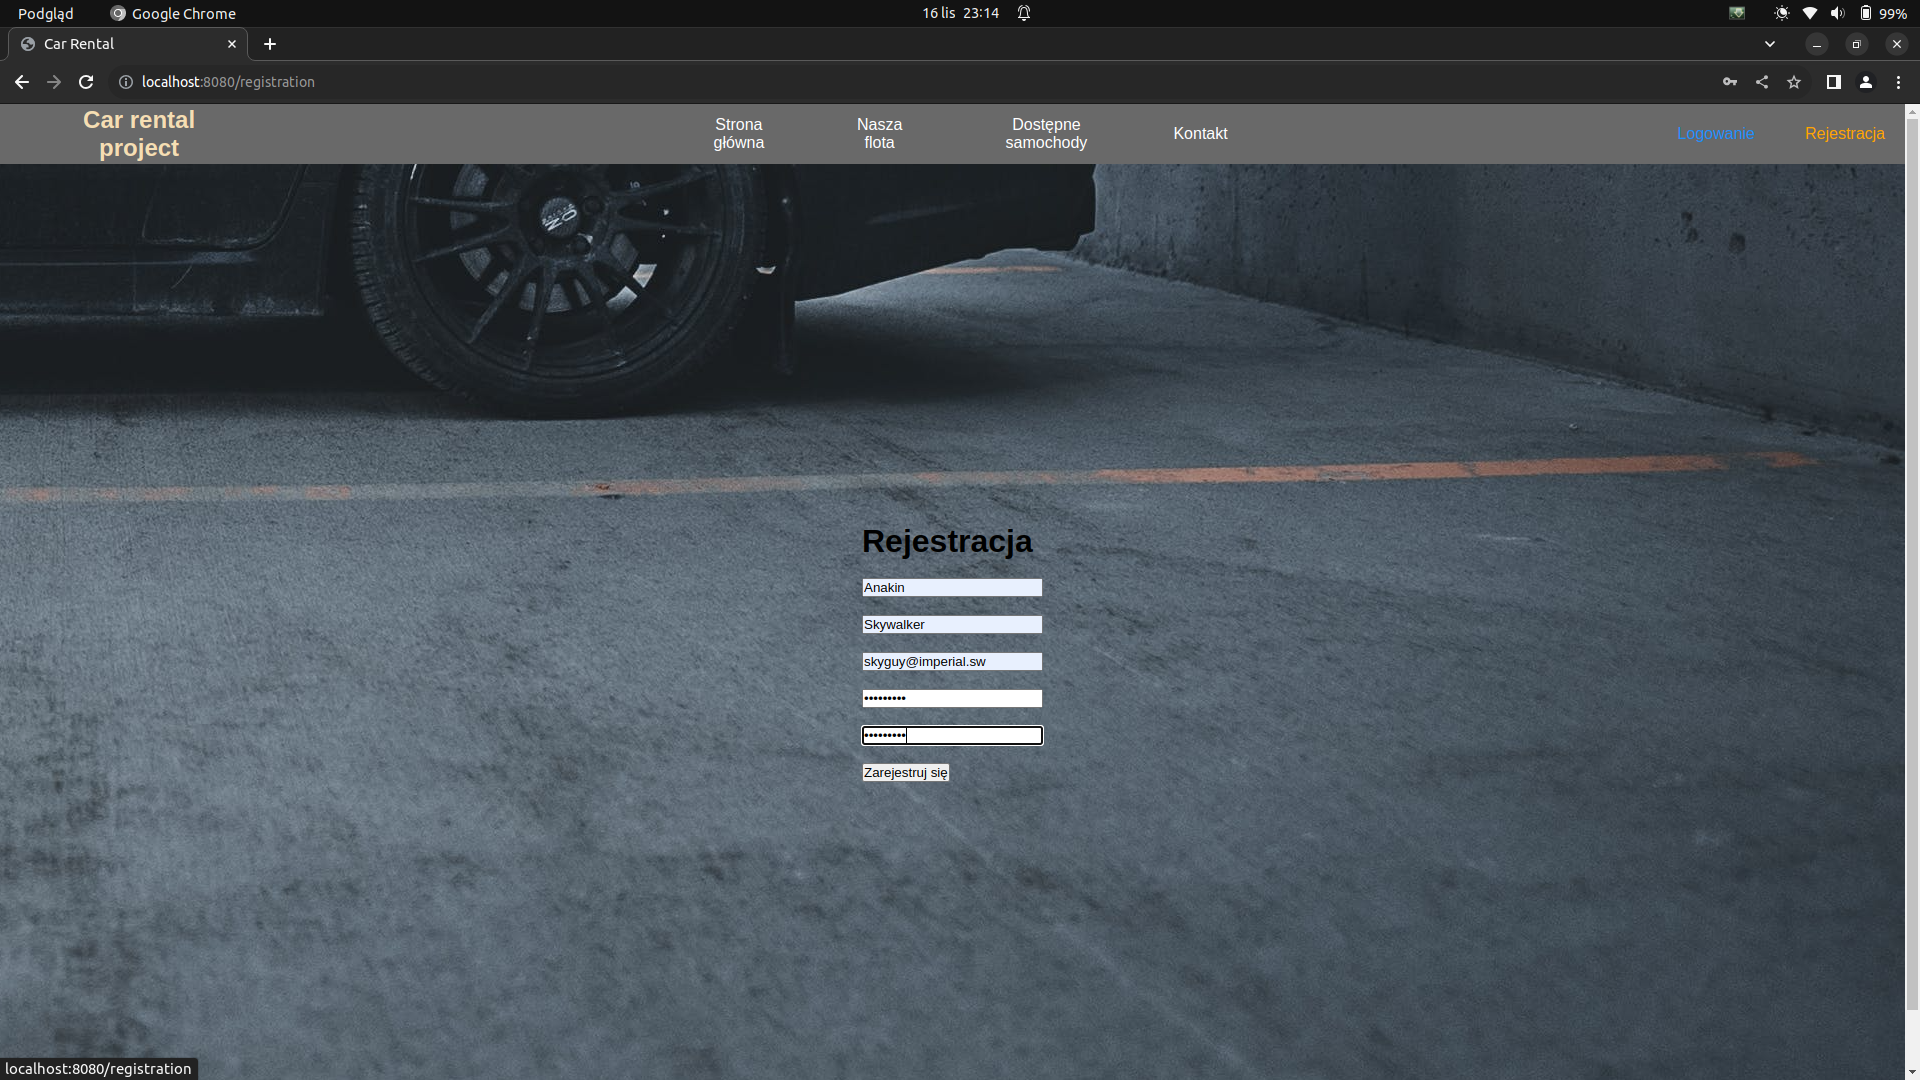 Podgląd
Google Chrome
16 lis 23:14
99%
Car Rental
localhost:8080/registration
Car rental
project
Strona
główna
Nasza
flota
Dostępne
samochody
Kontakt
Logowanie
Rejestracja
OZ
Rejestracja
Anakin
Skywalker
skyguy@imperial.sw
•••••••••
•••••••••
Zarejestruj się
localhost:8080/registration